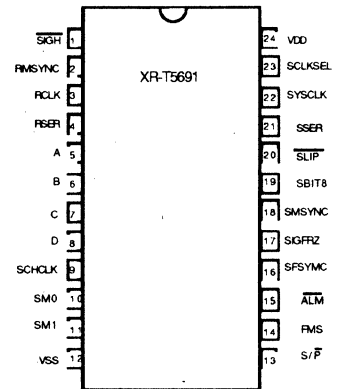 XR-T5691
SIGH 1
RMSYNC 2
RCLK 3
RSER 4
A 5
B 6
C 7
D 8
SCHCLK 9
SM0 10
SM1 11
VSS 12
24 VDD
23 SCLKSEL
22 SYSCLK
21 SSER
20 SLIP
19 SBIT8
18 SMSYNC
17 SIGFRZ
16 SFSYMC
15 ALM
14 FMS
13 S/P